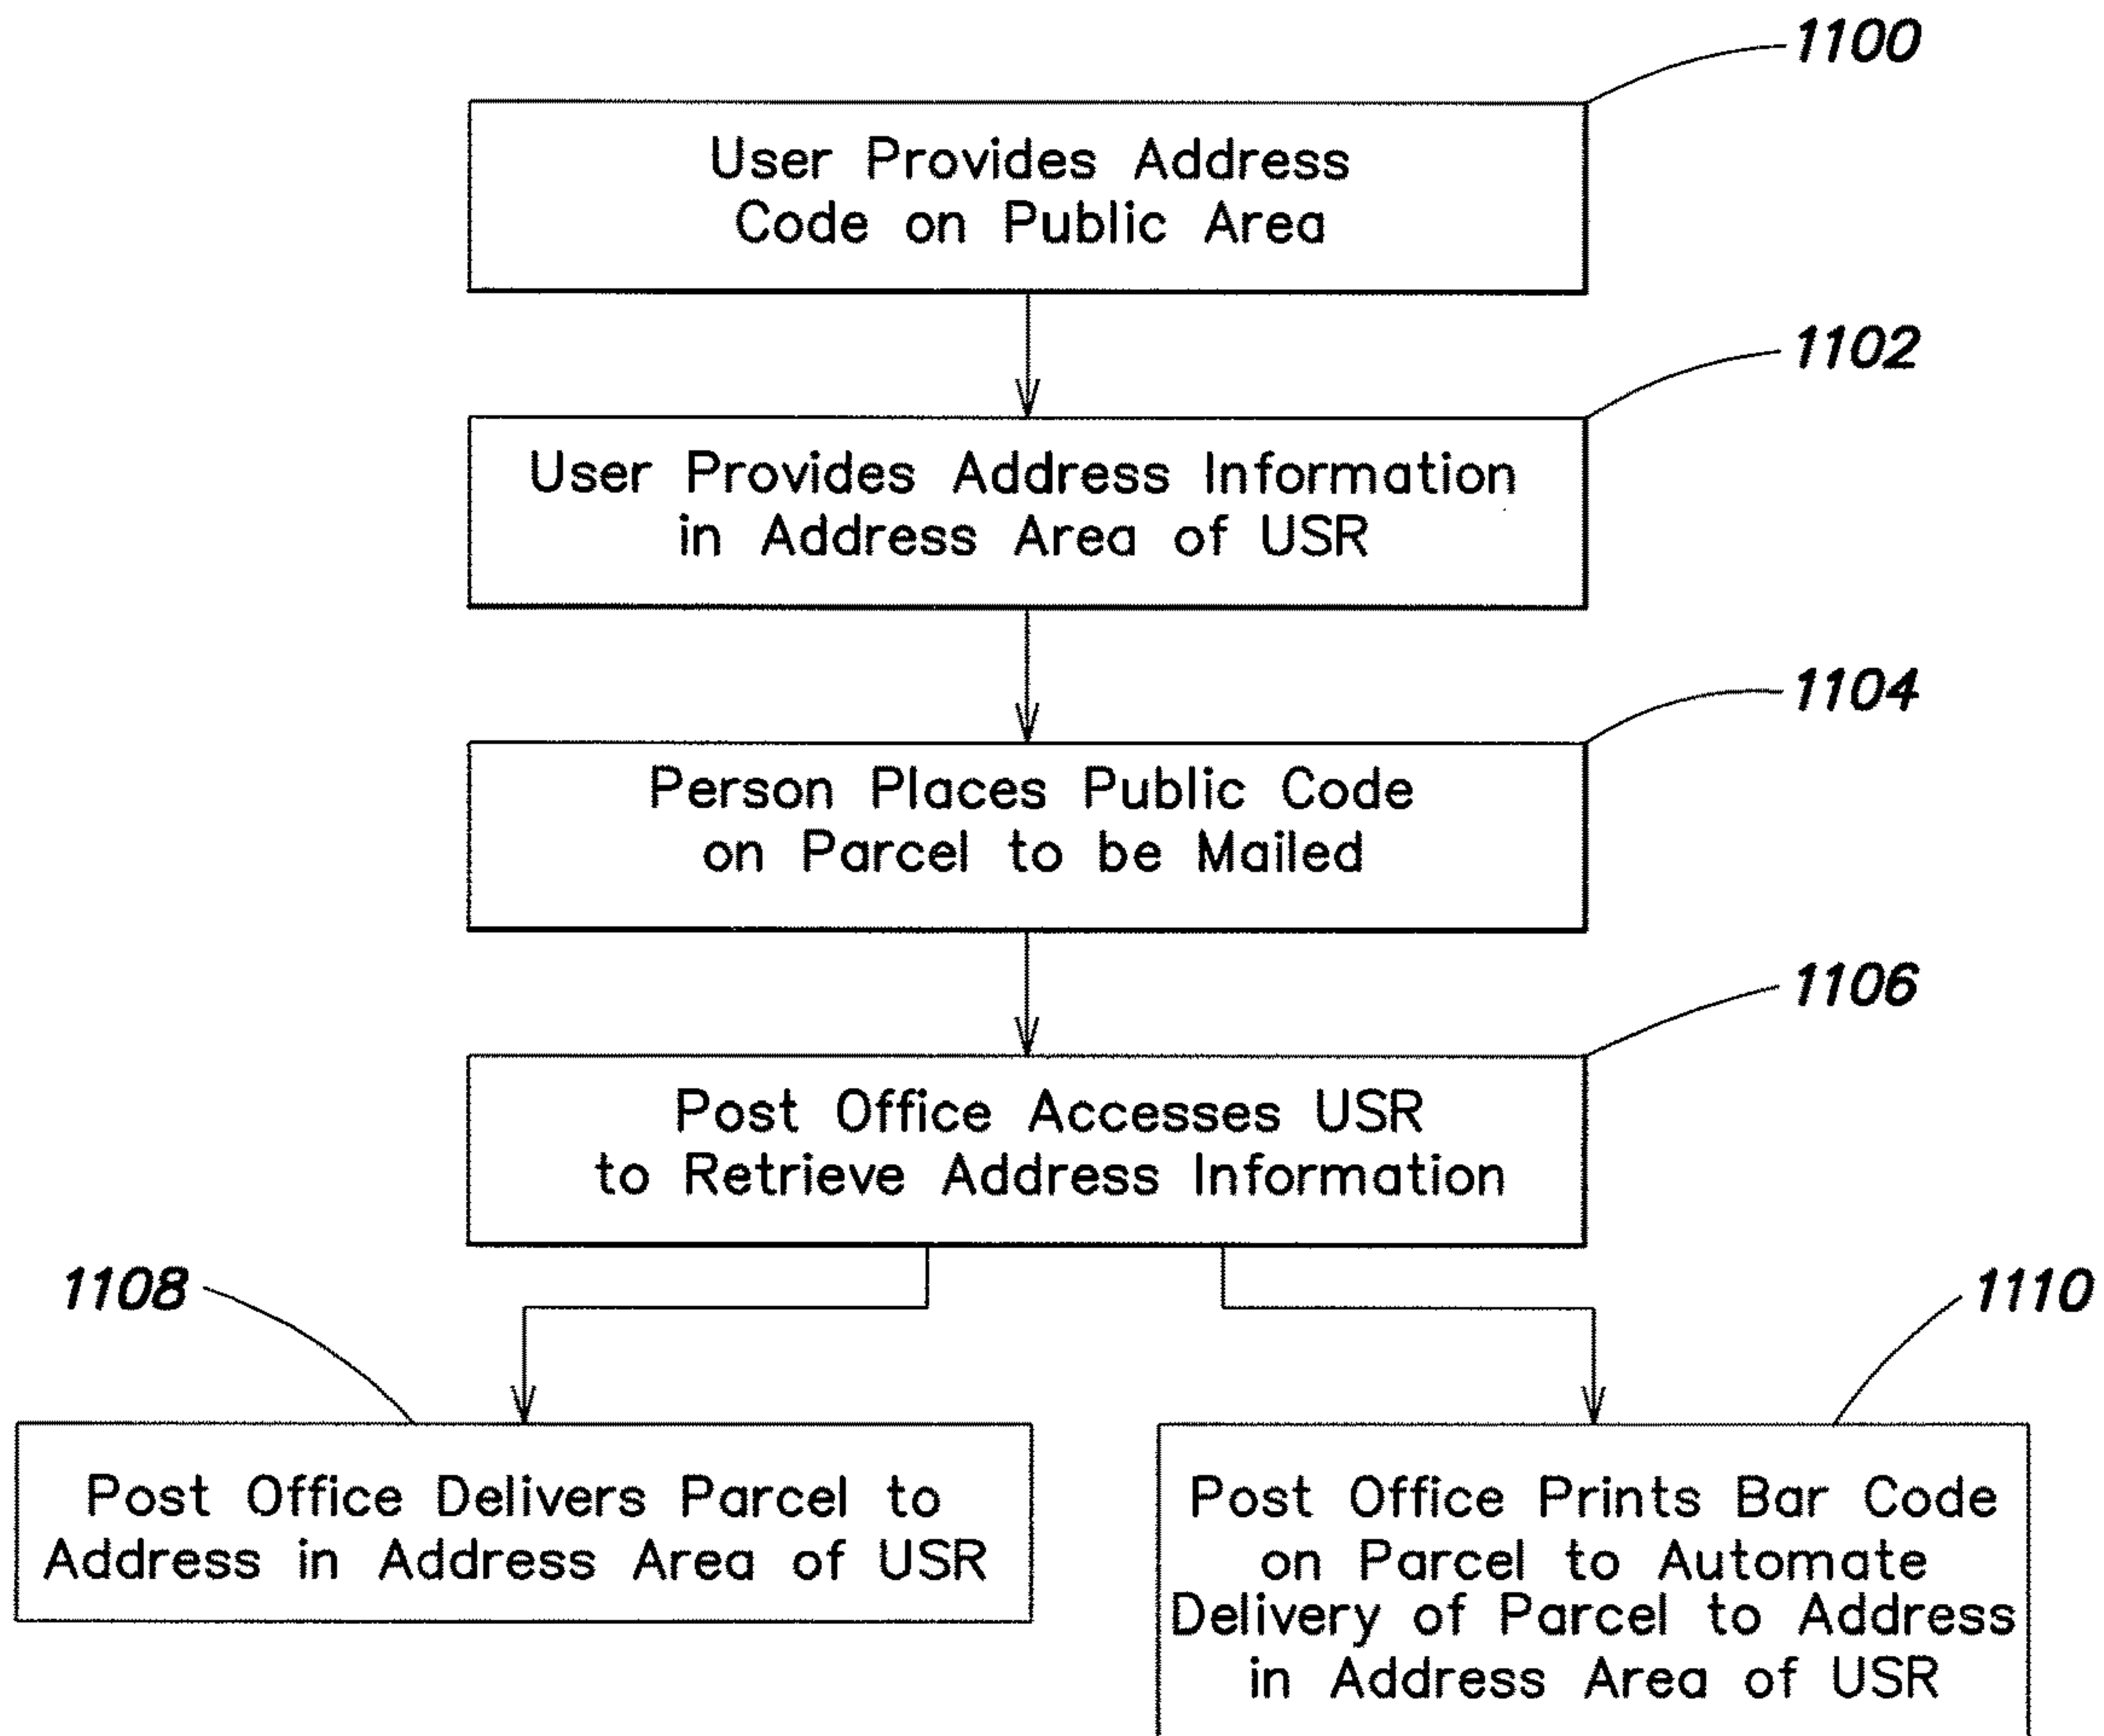 1100
User Provides Address
Code on Public Area
1102
User Provides Address Information
in Address Area of USR
1104
Person Places Public Code
on Parcel to be Mailed
1106
Post Office Accesses USR
to Retrieve Address Information
1108
Post Office Delivers Parcel to
Address in Address Area of USR
1110
Post Office Prints Bar Code
on Parcel to Automate
Delivery of Parcel to Address
in Address Area of USR